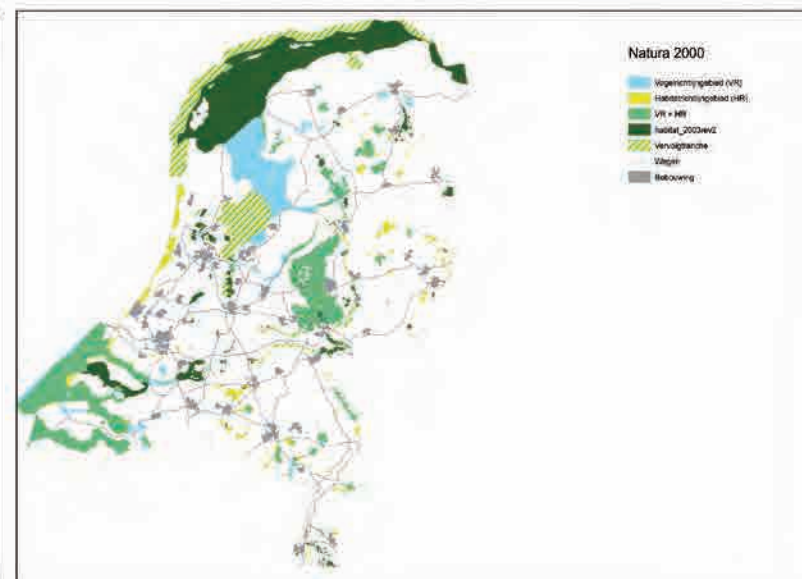 Natura 2000
Vogelrichtlijngebied (VR)
Habitatrichtlijngebied (HR)
VR + HR
habitat_2003rev2
Vervolgtranche
Wegen
Bebouwing